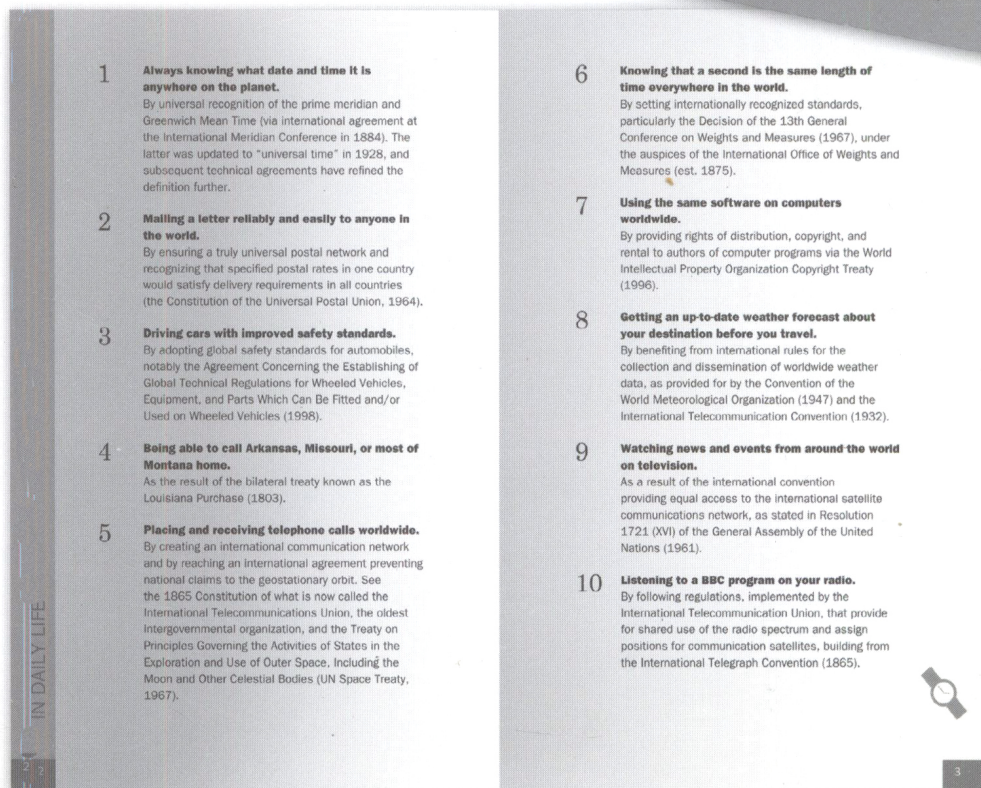 1
Always knowing what date and time it is
anywhere on the planet.
By universal recognition of the prime meridian and
Greenwich Mean Time (via international agreement at
the International Meridian Conference in 1884). The
latter was updated to “universal time” in 1928, and
subsequent technical agreements have refined the
definition further.
2
Mailing a letter reliably and easily to anyone in
the world.
By ensuring a truly universal postal network and
recognizing that specified postal rates in one country
would satisfy delivery requirements in all countries
(the Constitution of the Universal Postal Union, 1964).
3
Driving cars with improved safety standards.
By adopting global safety standards for automobiles,
notably the Agreement Concerning the Establishing of
Global Technical Regulations for Wheeled Vehicles,
Equipment, and Parts Which Can Be Fitted and/or
Used on Wheeled Vehicles (1998).
4
Being able to call Arkansas, Missouri, or most of
Montana home.
As the result of the bilateral treaty known as the
Louisiana Purchase (1803).
5
Placing and receiving telephone calls worldwide.
By creating an international communication network
and by reaching an international agreement preventing
national claims to the geostationary orbit. See
the 1865 Constitution of what is now called the
International Telecommunications Union, the oldest
intergovernmental organization, and the Treaty on
Principles Governing the Activities of States in the
Exploration and Use of Outer Space, Including the
Moon and Other Celestial Bodies (UN Space Treaty,
1967).
IN DAILY LIFE
2
2
6
Knowing that a second is the same length of
time everywhere in the world.
By setting internationally recognized standards,
particularly the Decision of the 13th General
Conference on Weights and Measures (1967), under
the auspices of the International Office of Weights and
Measures (est. 1875).
7
Using the same software on computers
worldwide.
By providing rights of distribution, copyright, and
rental to authors of computer programs via the World
Intellectual Property Organization Copyright Treaty
(1996).
8
Getting an up-to-date weather forecast about
your destination before you travel.
By benefiting from international rules for the
collection and dissemination of worldwide weather
data, as provided for by the Convention of the
World Meteorological Organization (1947) and the
International Telecommunication Convention (1932).
9
Watching news and events from around the world
on television.
As a result of the international convention
providing equal access to the international satellite
communications network, as stated in Resolution
1721 (XVI) of the General Assembly of the United
Nations (1961).
10
Listening to a BBC program on your radio.
By following regulations, implemented by the
International Telecommunication Union, that provide
for shared use of the radio spectrum and assign
positions for communication satellites, building from
the International Telegraph Convention (1865).
3